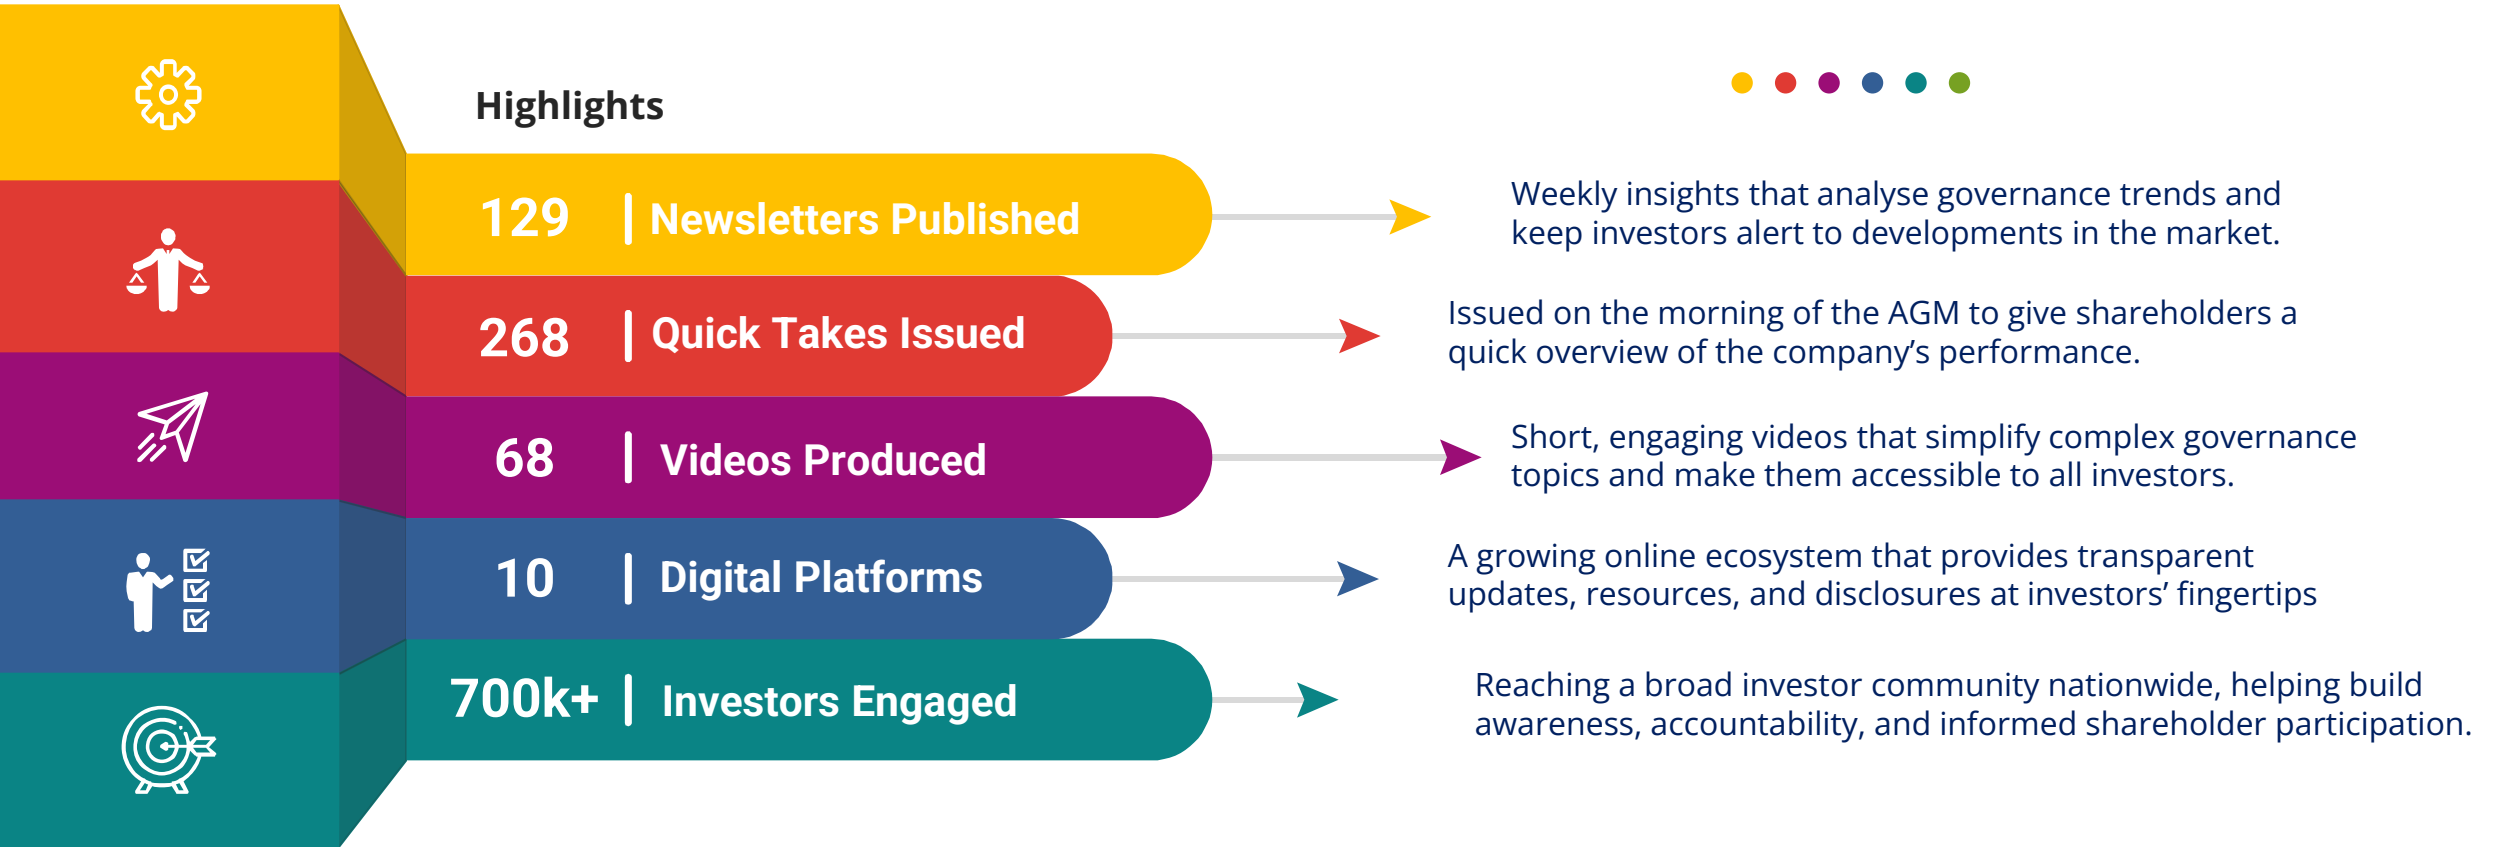 Highlights
129 | Newsletters Published
Weekly insights that analyse governance trends and
keep investors alert to developments in the market.
268 | Quick Takes Issued
Issued on the morning of the AGM to give shareholders a
quick overview of the company’s performance.
68 | Videos Produced
Short, engaging videos that simplify complex governance
topics and make them accessible to all investors.
10 | Digital Platforms
A growing online ecosystem that provides transparent
updates, resources, and disclosures at investors’ fingertips
700k+ | Investors Engaged
Reaching a broad investor community nationwide, helping build
awareness, accountability, and informed shareholder participation.